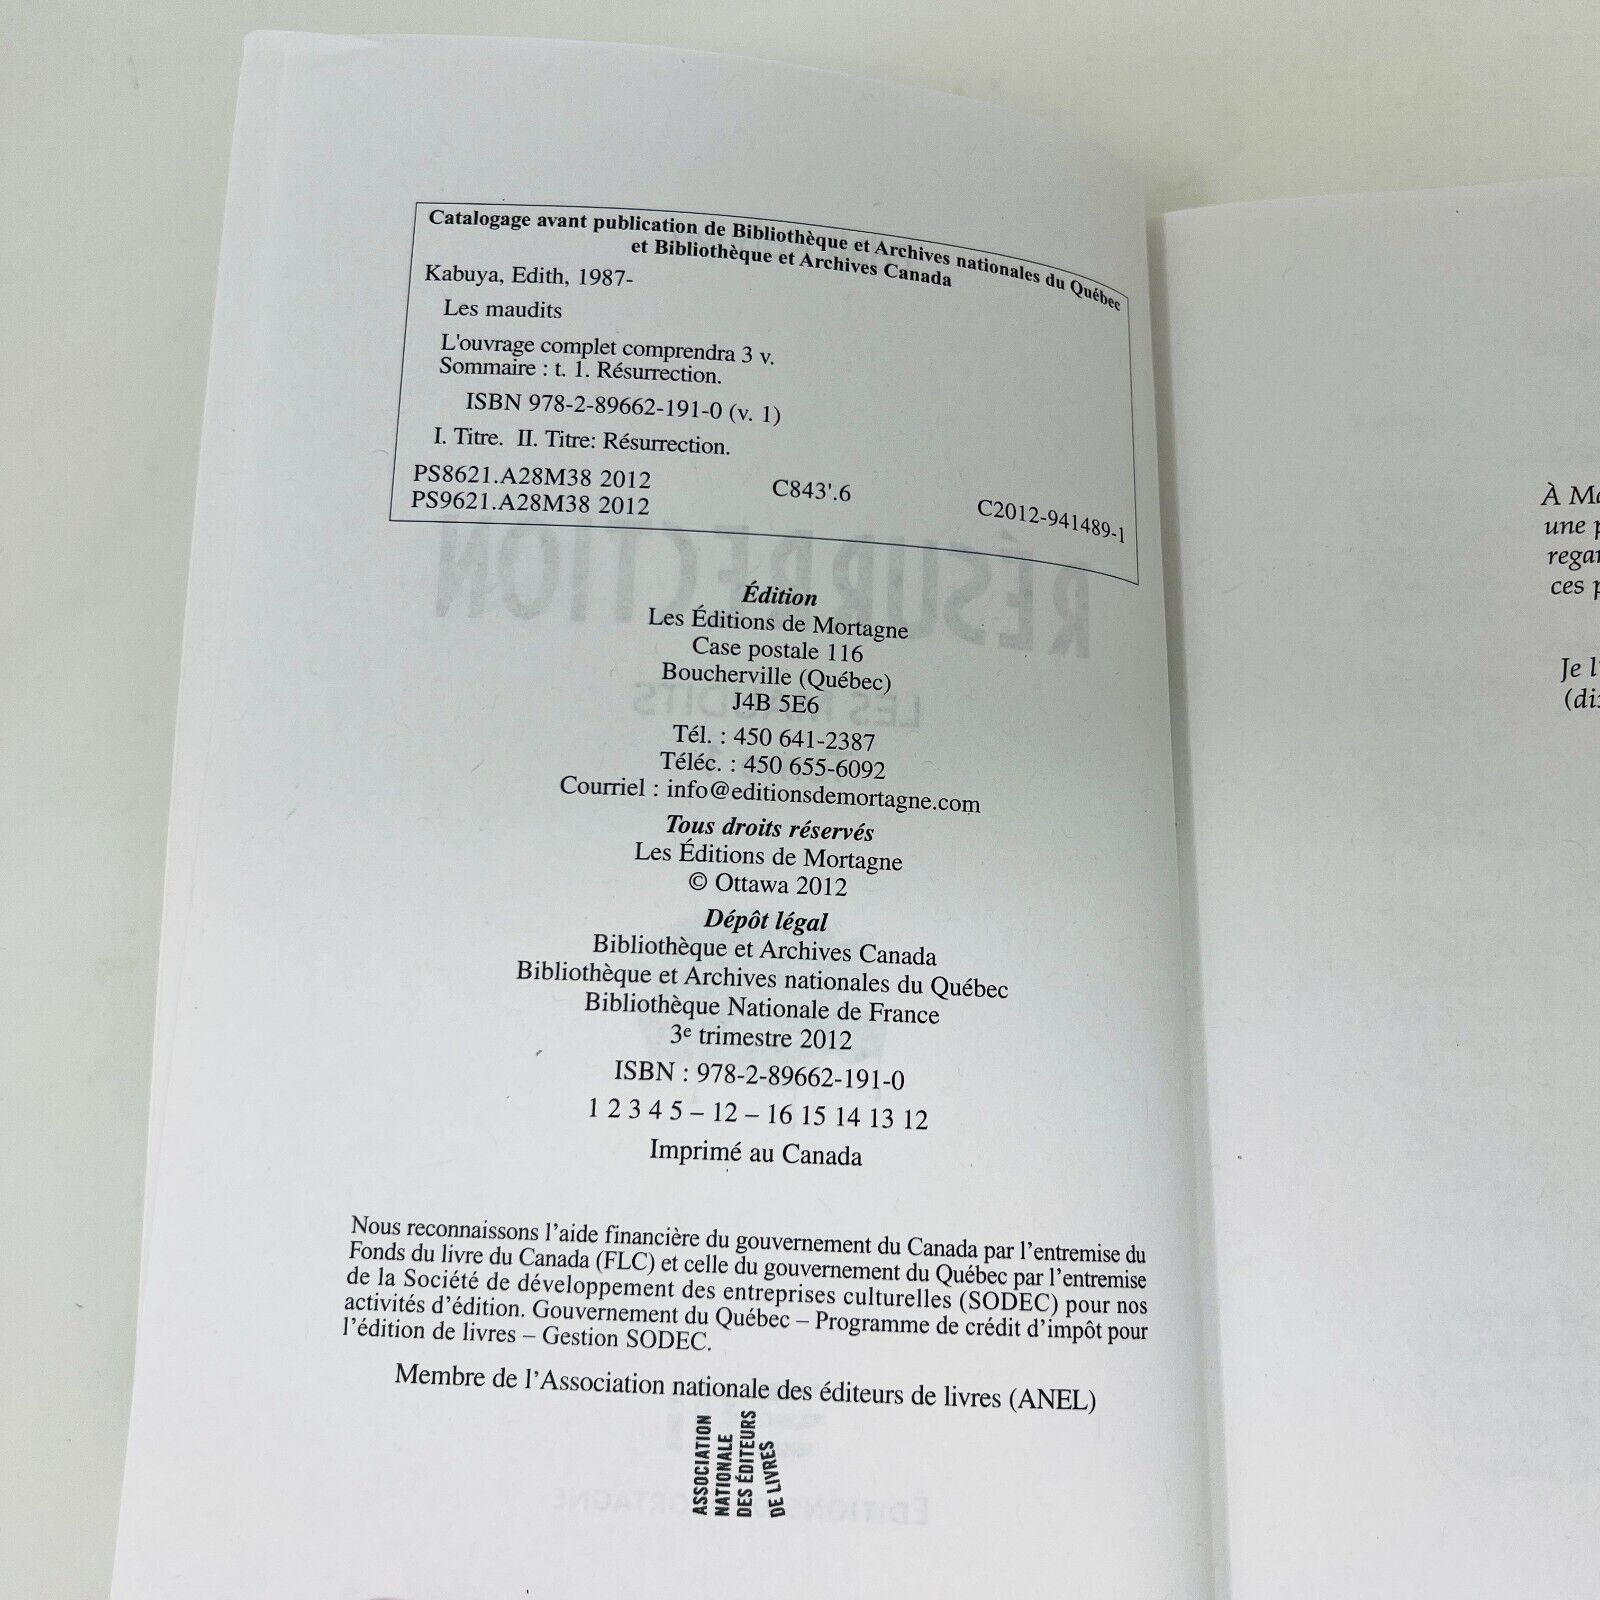 Catalogage avant publication de Bibliothèque et Archives nationales du Québec
et Bibliothèque et Archives Canada
Kabuya, Edith, 1987-
Les maudits
L'ouvrage complet comprendra 3 v.
Sommaire : t. 1. Résurrection.
ISBN 978-2-89662-191-0 (v. 1)
I. Titre. II. Titre: Résurrection.
PS8621.A28M38 2012 C843'.6 C2012-941489-1
PS9621.A28M38 2012
Édition
Les Éditions de Mortagne
Case postale 116
Boucherville (Québec)
J4B 5E6
Tél. : 450 641-2387
Téléc. : 450 655-6092
Courriel : info@editionsdemortagne.com
Tous droits réservés
Les Éditions de Mortagne
© Ottawa 2012
Dépôt légal
Bibliothèque et Archives Canada
Bibliothèque et Archives nationales du Québec
Bibliothèque Nationale de France
3e trimestre 2012
ISBN : 978-2-89662-191-0
1 2 3 4 5 – 12 – 16 15 14 13 12
Imprimé au Canada
Nous reconnaissons l'aide financière du gouvernement du Canada par l'entremise du
Fonds du livre du Canada (FLC) et celle du gouvernement du Québec par l'entremise
de la Société de développement des entreprises culturelles (SODEC) pour nos
activités d'édition. Gouvernement du Québec – Programme de crédit d'impôt pour
l'édition de livres – Gestion SODEC.
Membre de l'Association nationale des éditeurs de livres (ANEL)
ASSOCIATION
NATIONALE
DES ÉDITEURS
DE LIVRES
À
une
ces
Je